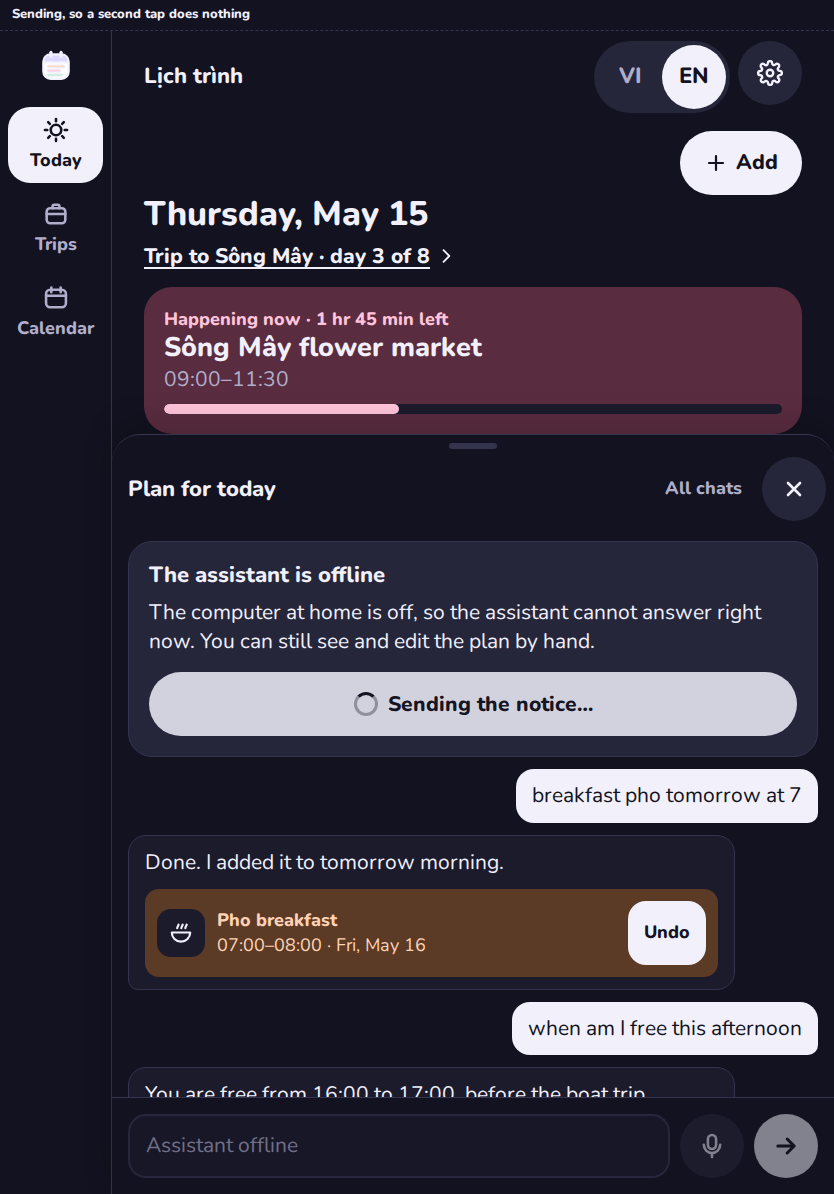 Sending, so a second tap does nothing
Lịch trình
VI
EN
Today
Trips
Calendar
Add
Thursday, May 15
Trip to Sông Mây · day 3 of 8
Happening now · 1 hr 45 min left
Sông Mây flower market
09:00–11:30
Plan for today
All chats
The assistant is offline
The computer at home is off, so the assistant cannot answer right
now. You can still see and edit the plan by hand.
Sending the notice…
breakfast pho tomorrow at 7
Done. I added it to tomorrow morning.
Pho breakfast
07:00–08:00 · Fri, May 16
Undo
when am I free this afternoon
You are free from 16:00 to 17:00, before the boat trip.
Assistant offline